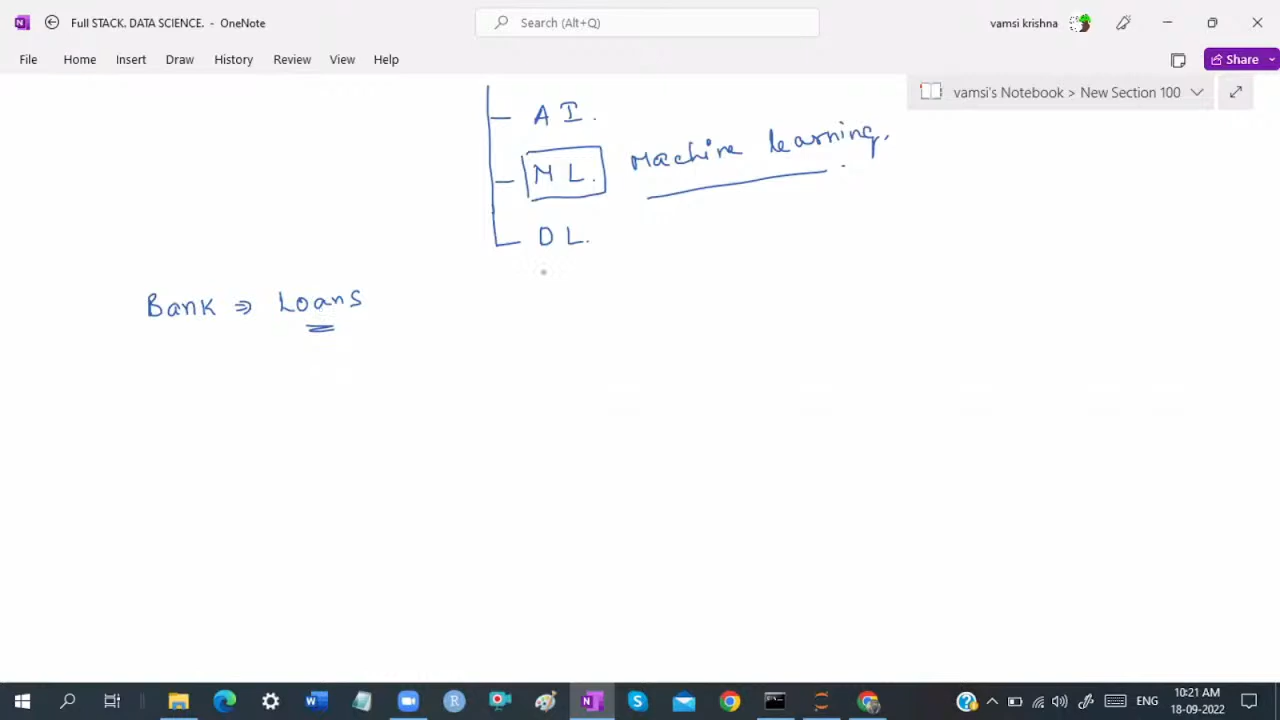 Full STACK. DATA SCIENCE. - OneNote
Search (Alt+Q)
vamsi krishna
File Home Insert Draw History Review View Help
Share
vamsi's Notebook > New Section 100
A I.
M L. Machine learning.
D L.
Bank ⇒ Loans
ENG
10:21 AM
18-09-2022